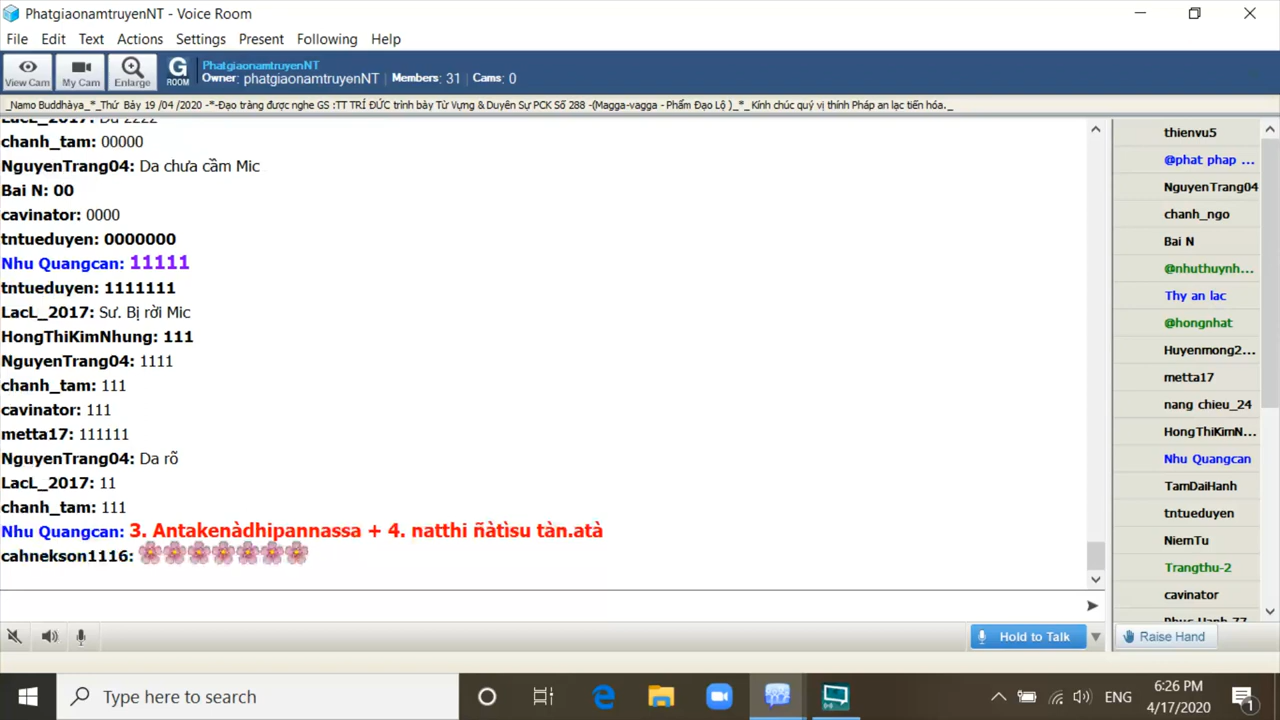 PhatgiaonamtruyenNT - Voice Room
File Edit Text Actions Settings Present Following Help
View Cam
My Cam
Enlarge
G ROOM
PhatgiaonamtruyenNT
Owner: phatgiaonamtruyenNT | Members: 31 | Cams: 0
_Namo Buddhàya_*_Thứ Bảy 19 /04 /2020 -*-Đạo tràng được nghe GS :TT TRÍ ĐỨC trình bày Từ Vựng & Duyên Sự PCK Số 288 -(Magga-vagga - Phẩm Đạo Lộ )_*_ Kính chúc quý vị thính Pháp an lạc tiến hóa._
LacL_2017: Da zzzz
chanh_tam: 00000
NguyenTrang04: Da chưa cầm Mic
Bai N: 00
cavinator: 0000
tntueduyen: 0000000
Nhu Quangcan: 11111
tntueduyen: 1111111
LacL_2017: Sư. Bị rời Mic
HongThiKimNhung: 111
NguyenTrang04: 1111
chanh_tam: 111
cavinator: 111
metta17: 111111
NguyenTrang04: Da rõ
LacL_2017: 11
chanh_tam: 111
Nhu Quangcan: 3. Antakenàdhipannassa + 4. natthi ñàtìsu tàn.atà
cahnekson1116:
thienvu5
@phat phap ...
NguyenTrang04
chanh_ngo
Bai N
@nhuthuynh...
Thy an lac
@hongnhat
Huyenmong2...
metta17
nang chieu_24
HongThiKimN...
Nhu Quangcan
TamDaiHanh
tntueduyen
NiemTu
Trangthu-2
cavinator
Phuc Hanh 77
Hold to Talk
Raise Hand
Type here to search
ENG
6:26 PM
4/17/2020
1